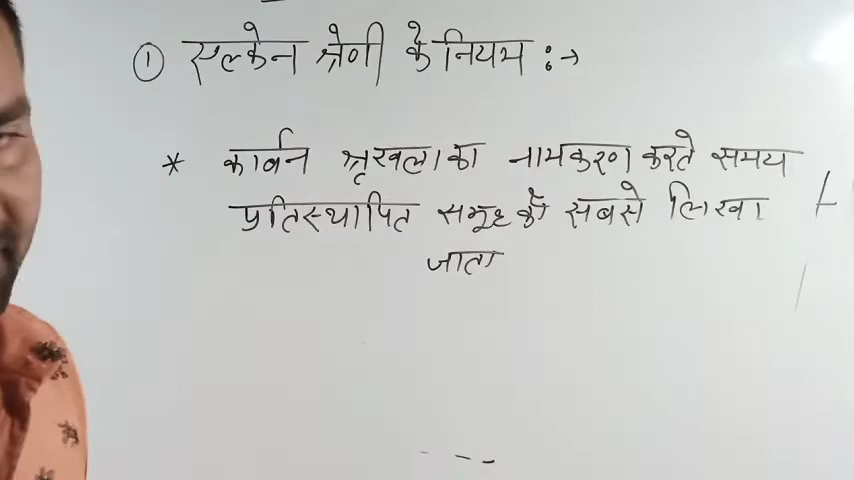 ① एल्केन श्रेणी के नियम :→
* कार्बन श्रृखला का नामकरण करते समय
प्रतिस्थापित समूह को सबसे लिखा
जाता